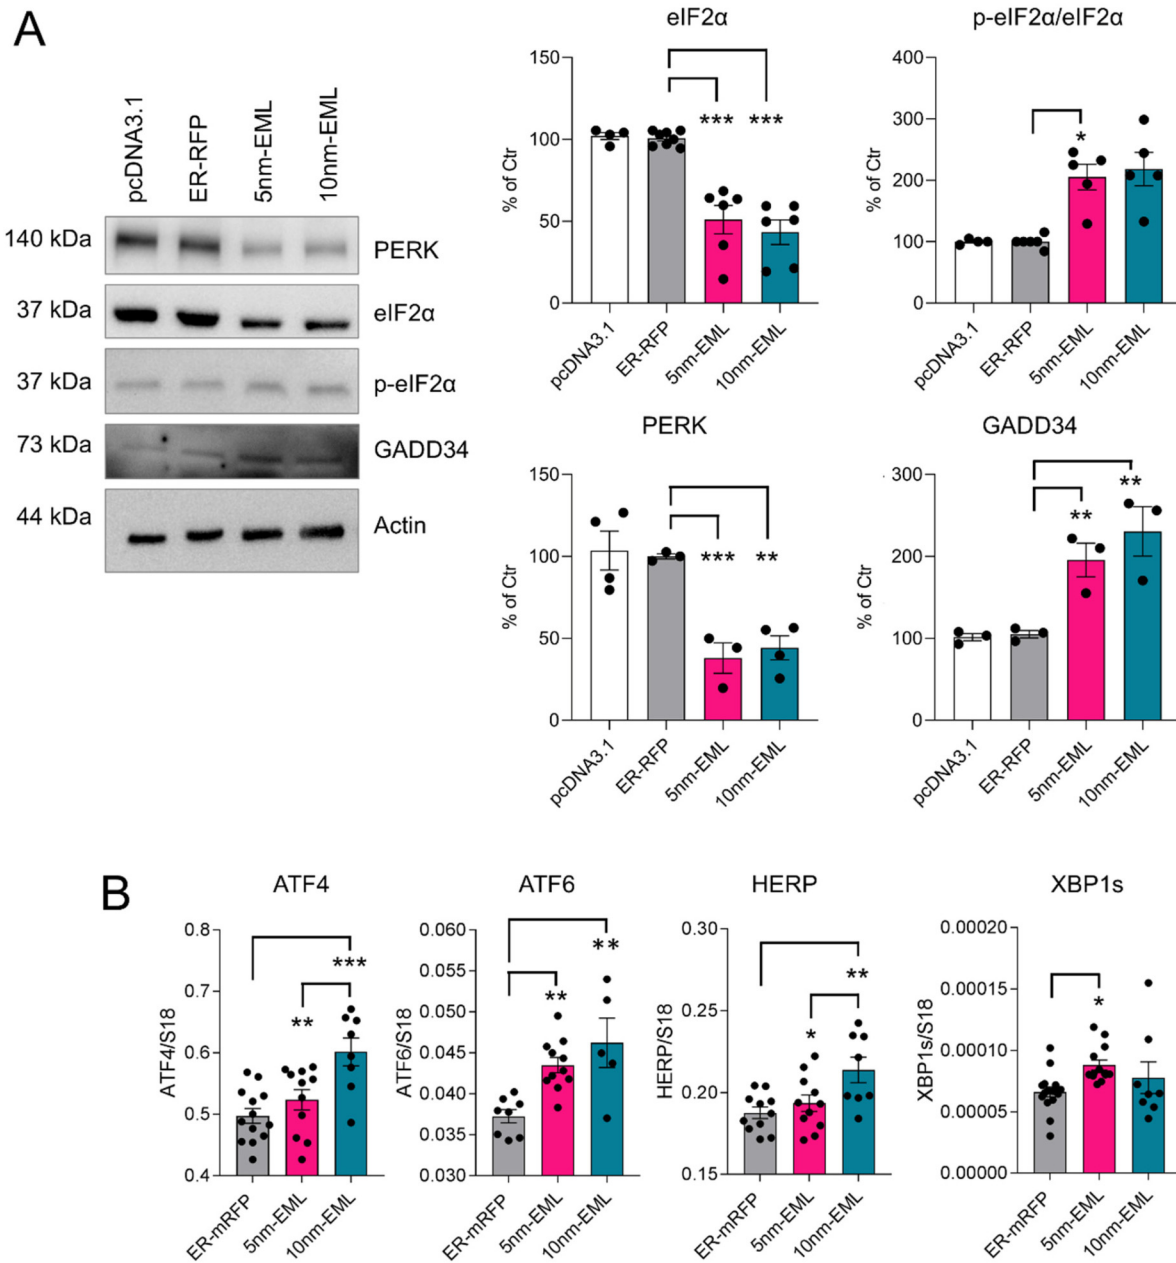 A
pcDNA3.1
ER-RFP
5nm-EML
10nm-EML
140 kDa
PERK
37 kDa
eIF2α
37 kDa
p-eIF2α
73 kDa
GADD34
44 kDa
Actin
eIF2α
% of Ctr
150
100
50
0
*** ***
pcDNA3.1
ER-RFP
5nm-EML
10nm-EML
p-eIF2α/eIF2α
% of Ctr
400
300
200
100
0
*
pcDNA3.1
ER-RFP
5nm-EML
10nm-EML
PERK
% of Ctr
150
100
50
0
*** **
pcDNA3.1
ER-RFP
5nm-EML
10nm-EML
GADD34
% of Ctr
300
200
100
0
**
**
pcDNA3.1
ER-RFP
5nm-EML
10nm-EML
B
ATF4
ATF4/S18
0.8
0.7
0.6
0.5
0.4
***
**
ER-mRFP
5nm-EML
10nm-EML
ATF6
ATF6/S18
0.060
0.055
0.050
0.045
0.040
0.035
0.030
**
**
ER-mRFP
5nm-EML
10nm-EML
HERP
HERP/S18
0.30
0.25
0.20
0.15
**
*
ER-mRFP
5nm-EML
10nm-EML
XBP1s
XBP1s/S18
0.00020
0.00015
0.00010
0.00005
0.00000
*
ER-mRFP
5nm-EML
10nm-EML